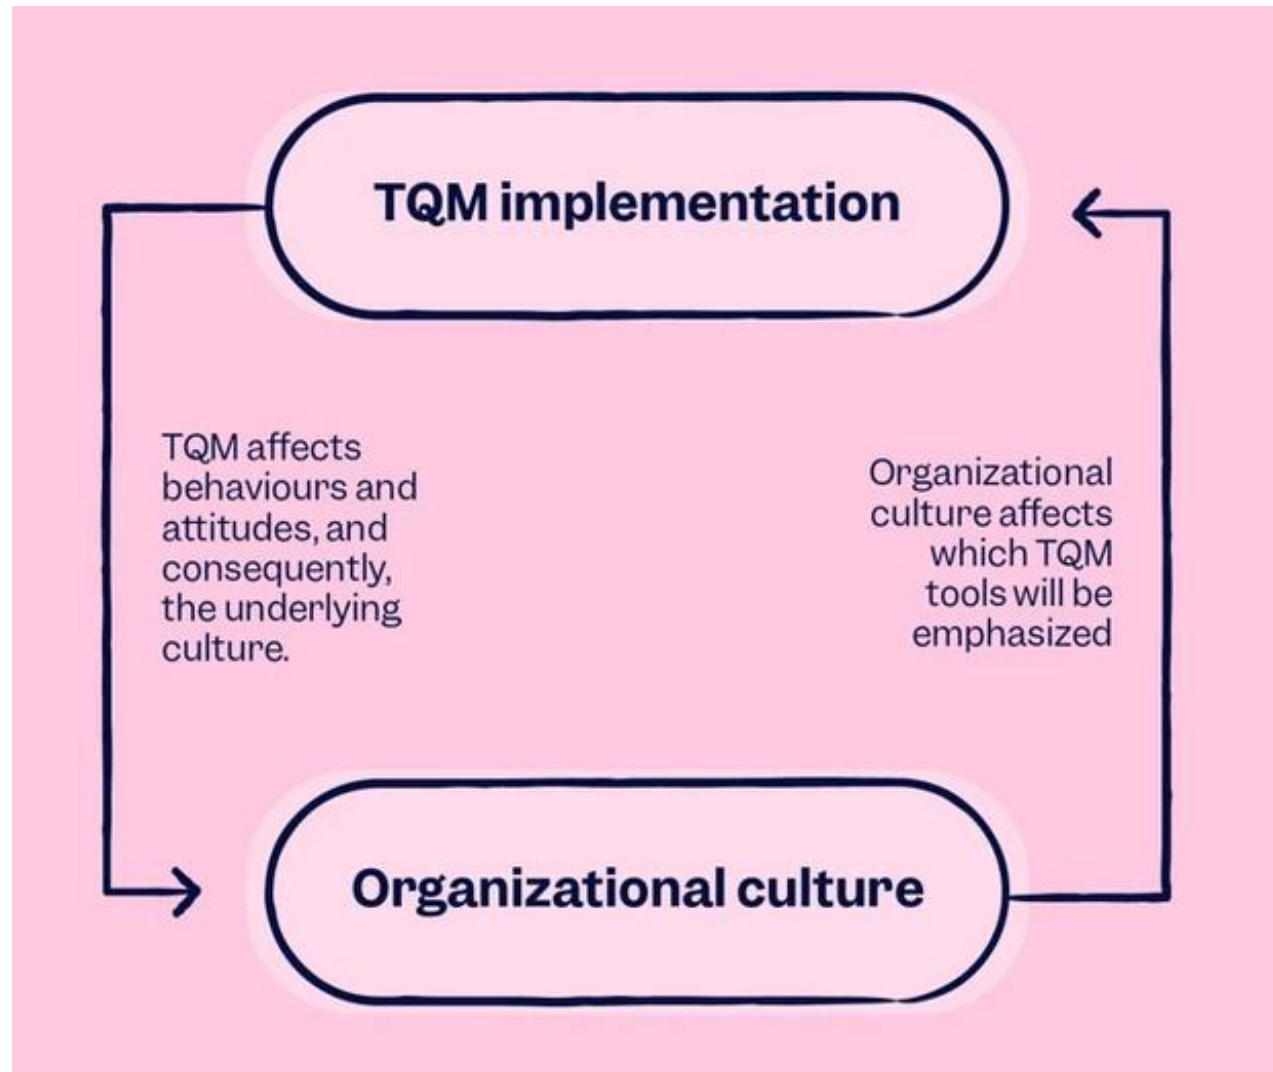 TQM implementation
TQM affects
behaviours and
attitudes, and
consequently,
the underlying
culture.
Organizational
culture affects
which TQM
tools will be
emphasized
Organizational culture